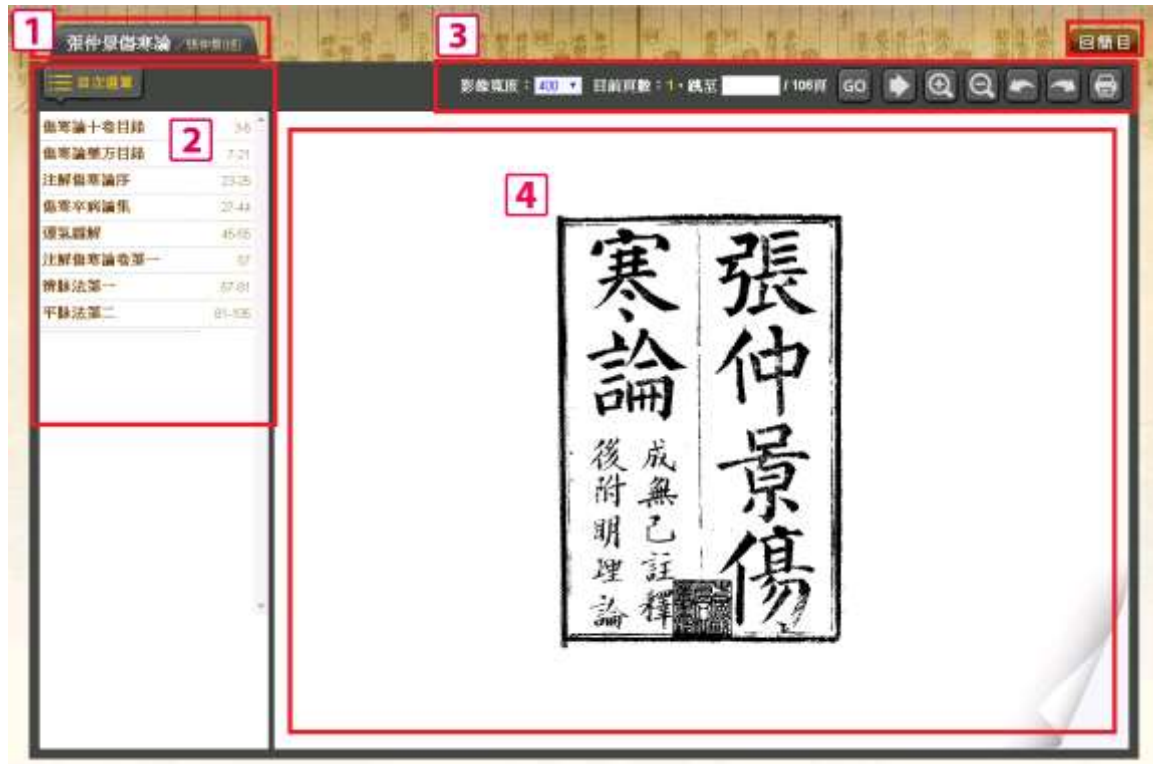 1
張仲景傷寒論
3
回簡目
目次選單
影像寬度：400 目前頁數：1，跳至 / 106頁 GO
2
傷寒論十卷目錄 3-6
傷寒論藥方目錄 7-21
注解傷寒論序 23-25
傷寒卒病論集 27-44
運氣圖解 45-55
注解傷寒論卷第一 57
辨脉法第一 57-81
平脉法第二 81-105
4
張仲景傷
寒論
成無己註釋
後附明理論